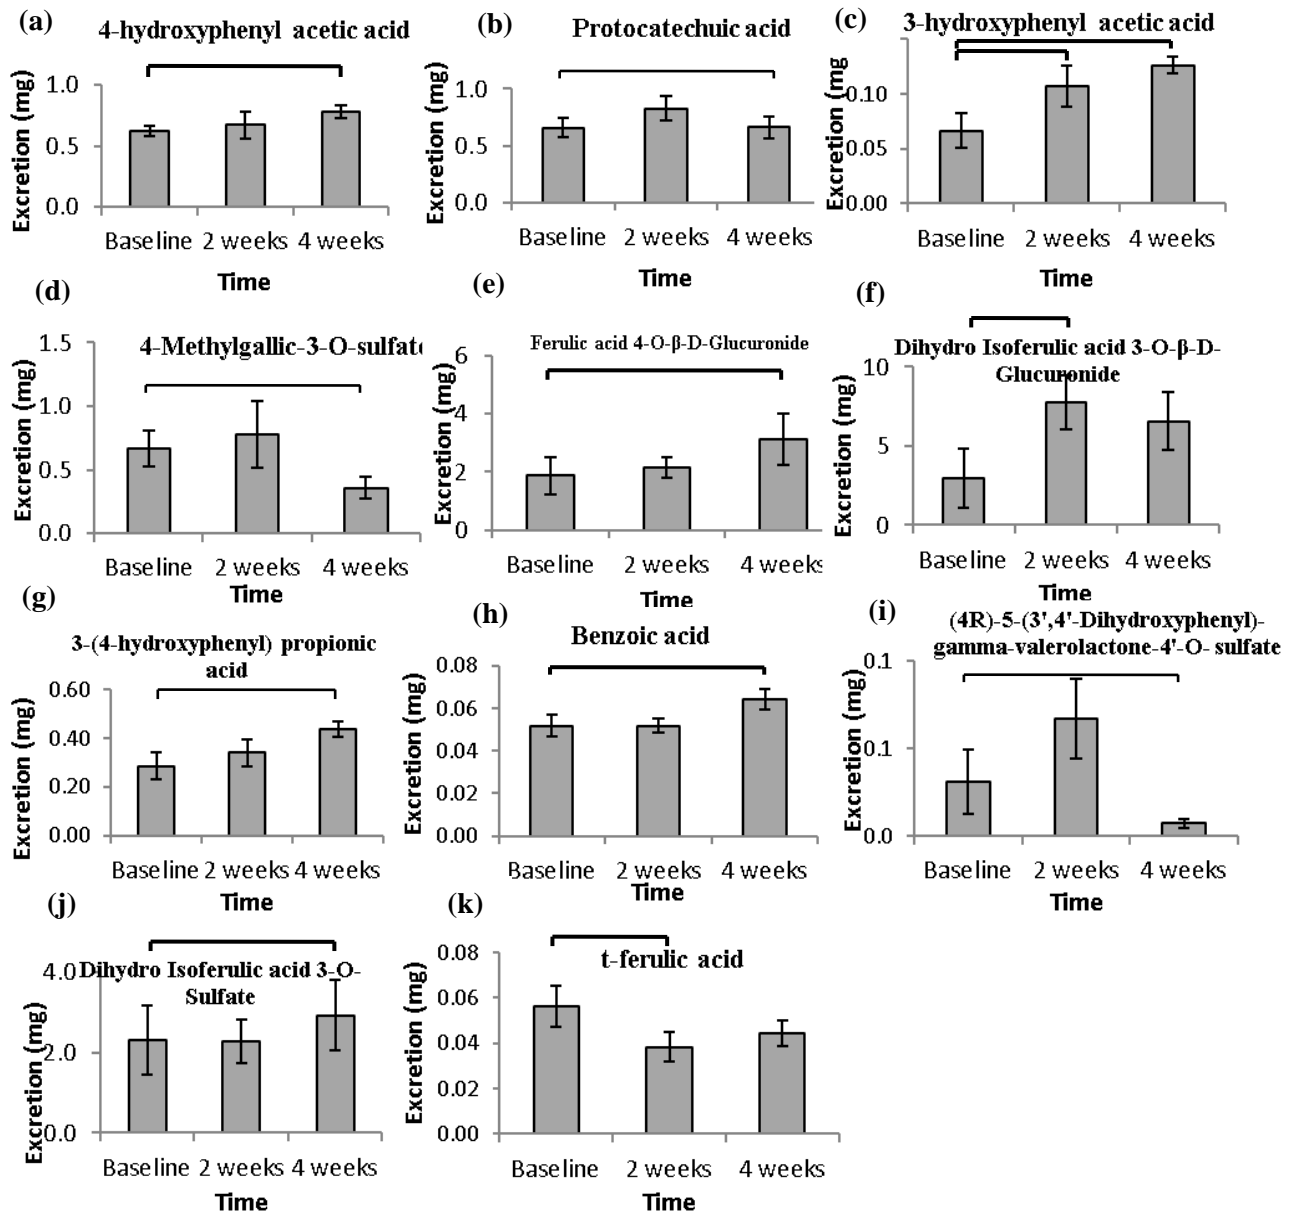 (a)
4-hydroxyphenyl acetic acid
Excretion (mg)
1.0
0.5
0.0
Baseline 2 weeks 4 weeks
Time
(b)
Protocatechuic acid
Excretion (mg)
1.0
0.5
0.0
Baseline 2 weeks 4 weeks
Time
(c)
3-hydroxyphenyl acetic acid
Excretion (mg
0.10
0.05
0.00
Baseline 2 weeks 4 weeks
Time
(d)
4-Methylgallic-3-O-sulfate
Excretion (mg)
1.5
1.0
0.5
0.0
Baseline 2 weeks 4 weeks
Time
(e)
Ferulic acid 4-O-β-D-Glucuronide
Excretion (mg)
6
4
2
0
Baseline 2 weeks 4 weeks
Time
(f)
Dihydro Isoferulic acid 3-O-β-D-
Glucuronide
Excretion (mg)
10
5
0
Baseline 2 weeks 4 weeks
Time
(g)
3-(4-hydroxyphenyl) propionic
acid
Excretion (mg)
0.60
0.40
0.20
0.00
Baseline 2 weeks 4 weeks
Time
(h)
Benzoic acid
Excretion (mg)
0.08
0.06
0.04
0.02
0.00
Baseline 2 weeks 4 weeks
Time
(i)
(4R)-5-(3',4'-Dihydroxyphenyl)-
gamma-valerolactone-4'-O- sulfate
Excretion (mg)
0.1
0.1
0.0
Baseline 2 weeks 4 weeks
Time
(j)
Dihydro Isoferulic acid 3-O-
Sulfate
Excretion (mg)
4.0
2.0
0.0
Baseline 2 weeks 4 weeks
Time
(k)
t-ferulic acid
Excretion (mg)
0.08
0.06
0.04
0.02
0.00
Baseline 2 weeks 4 weeks
Time